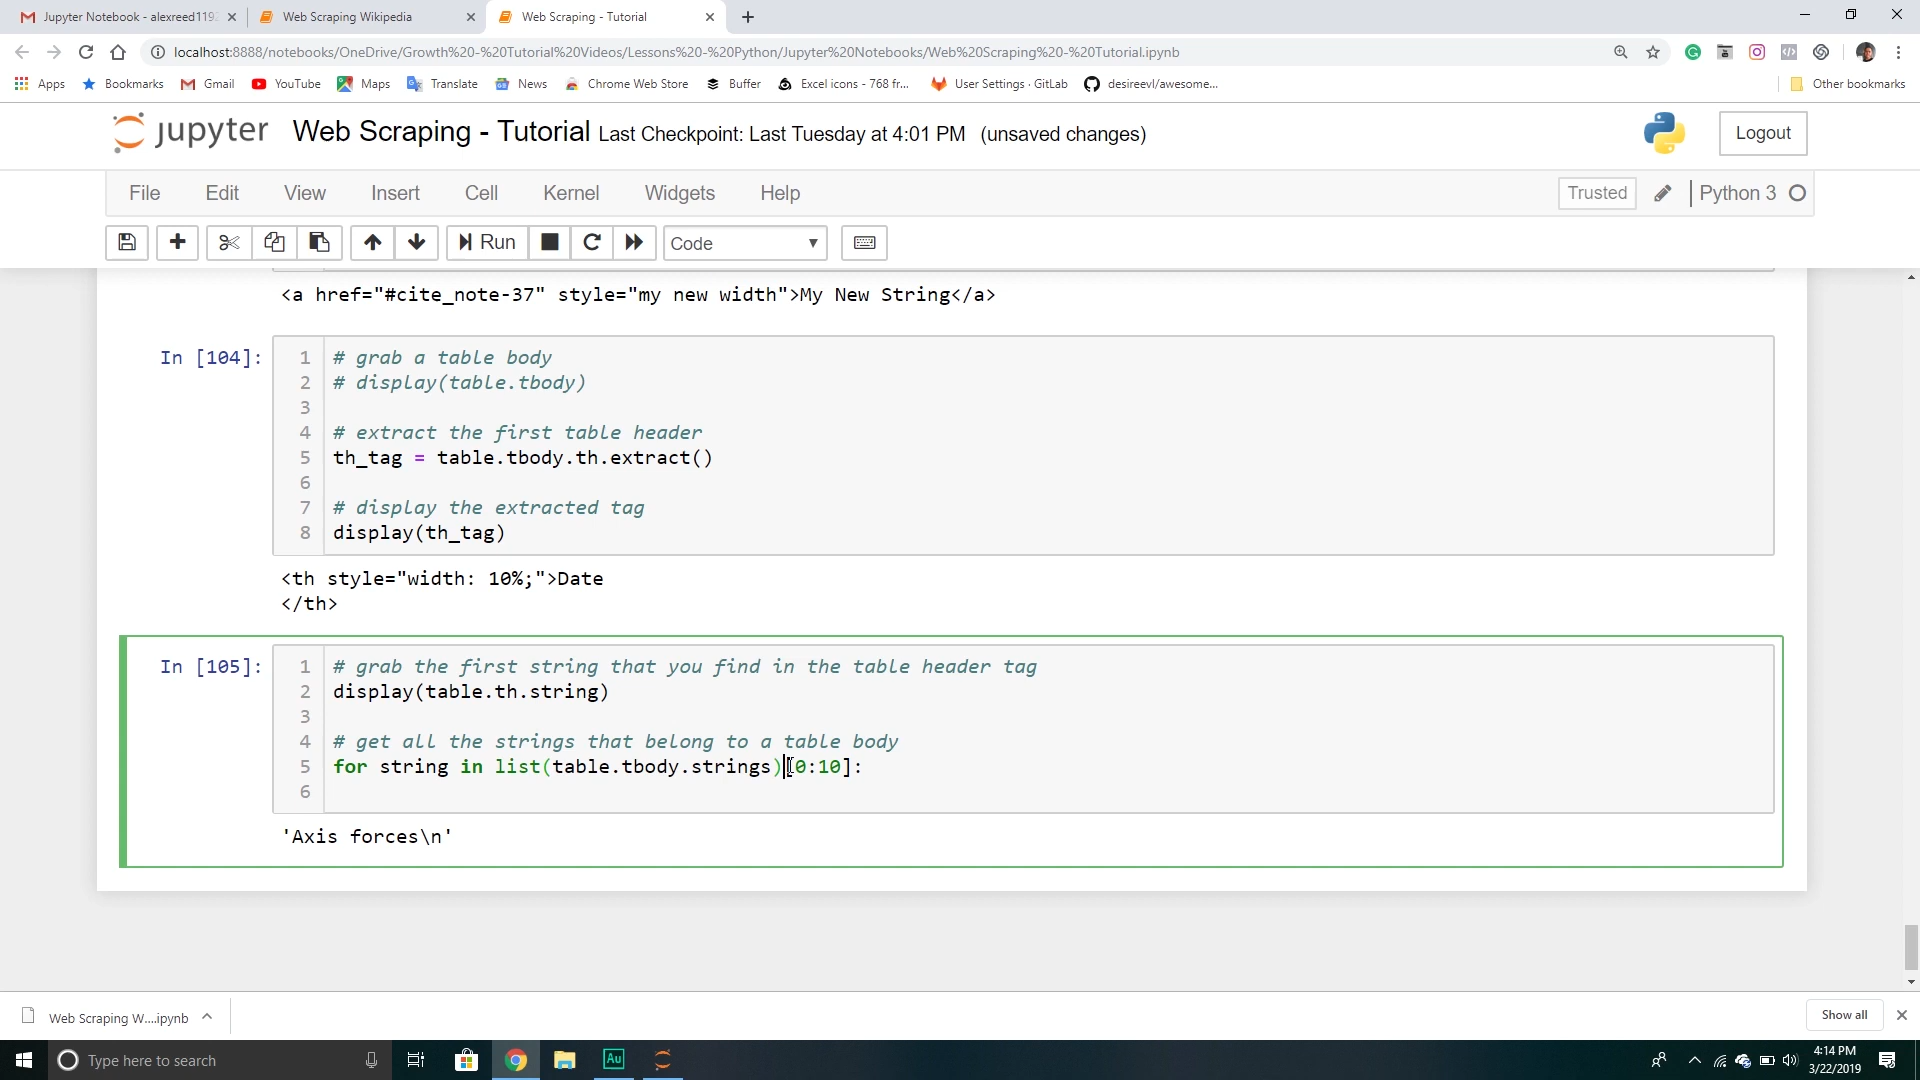 Jupyter Notebook - alexreed119
Web Scraping Wikipedia
Web Scraping - Tutorial
localhost:8888/notebooks/OneDrive/Growth%20-%20Tutorial%20Videos/Lessons%20-%20Python/Jupyter%20Notebooks/Web%20Scraping%20-%20Tutorial.ipynb
Apps Bookmarks Gmail YouTube Maps Translate News Chrome Web Store Buffer Excel icons - 768 fr... User Settings · GitLab desireevl/awesome... Other bookmarks
jupyter Web Scraping - Tutorial Last Checkpoint: Last Tuesday at 4:01 PM (unsaved changes) Logout
File Edit View Insert Cell Kernel Widgets Help Trusted Python 3
Run Code
<a href="#cite_note-37" style="my new width">My New String</a>
In [104]:
1 # grab a table body
2 # display(table.tbody)
3
4 # extract the first table header
5 th_tag = table.tbody.th.extract()
6
7 # display the extracted tag
8 display(th_tag)
<th style="width: 10%;">Date
</th>
In [105]:
1 # grab the first string that you find in the table header tag
2 display(table.th.string)
3
4 # get all the strings that belong to a table body
5 for string in list(table.tbody.strings)[0:10]:
6
'Axis forces\n'
Web Scraping W....ipynb
Show all
Type here to search
Au
4:14 PM
3/22/2019